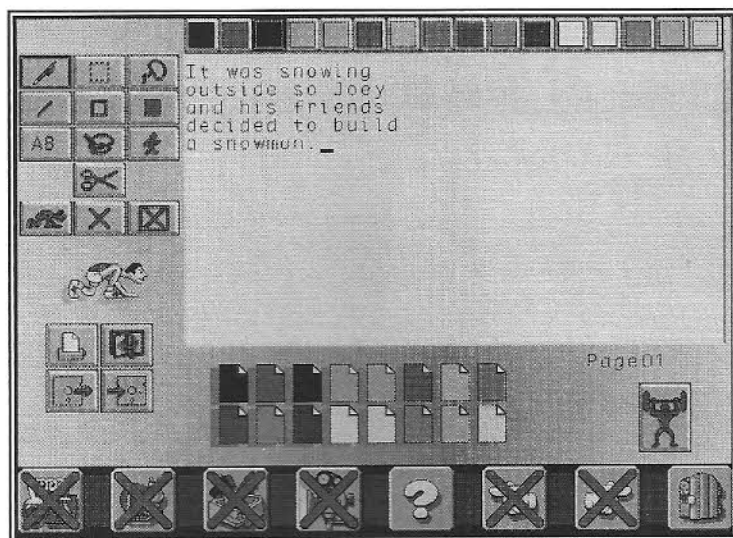 It was snowing
outside so Joey
and his friends
decided to build
a snowman.
AB
Page01